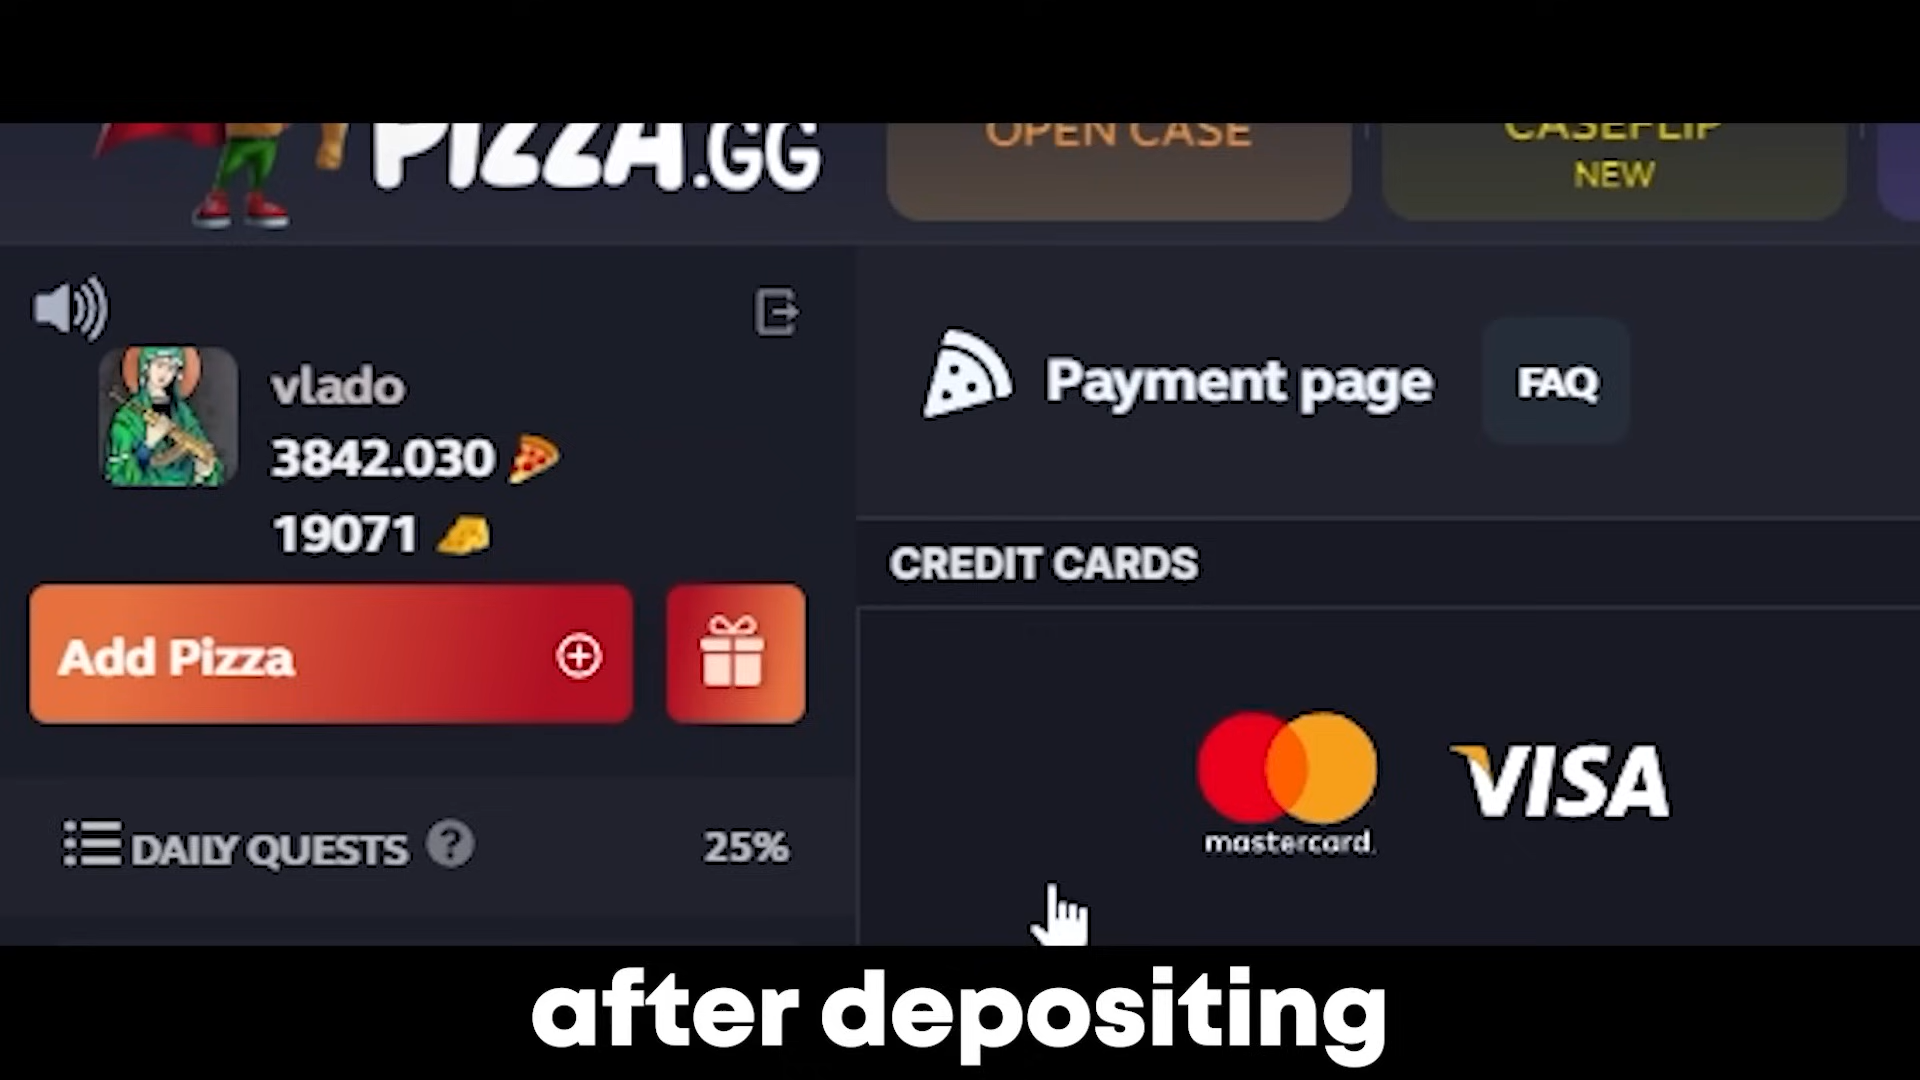 PIZZA.GG
OPEN CASE
CASEFLIP
NEW
vlado
3842.030
19071
Add Pizza
DAILY QUESTS ?
25%
Payment page
FAQ
CREDIT CARDS
mastercard.
VISA
after depositing